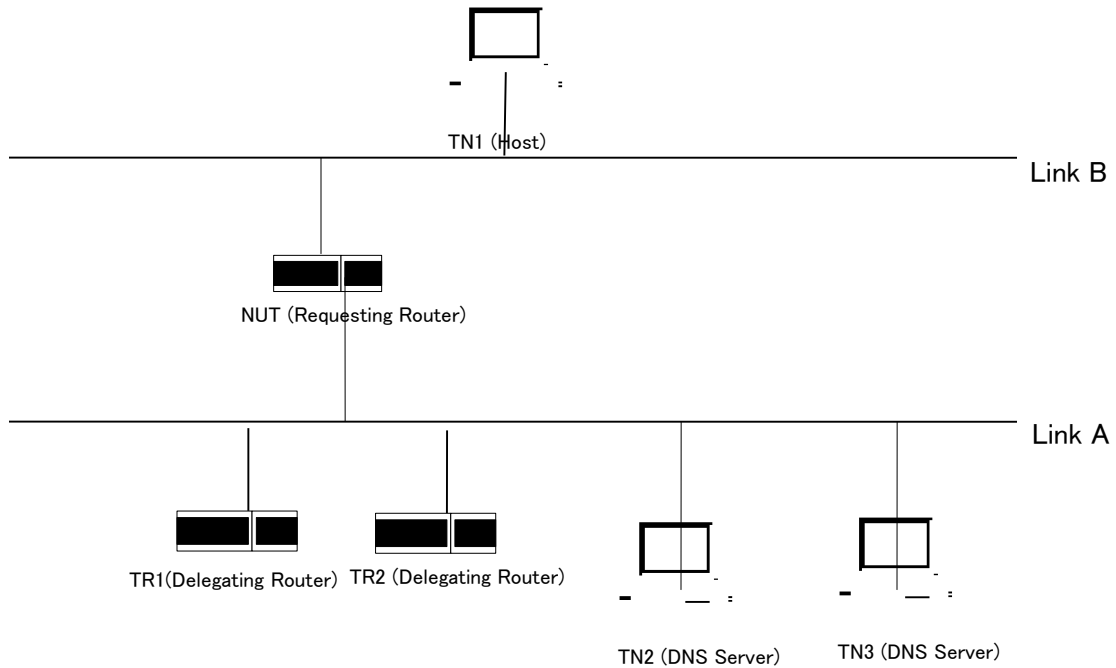 TN1 (Host)
Link B
NUT (Requesting Router)
Link A
TR1(Delegating Router)
TR2 (Delegating Router)
TN2 (DNS Server)
TN3 (DNS Server)